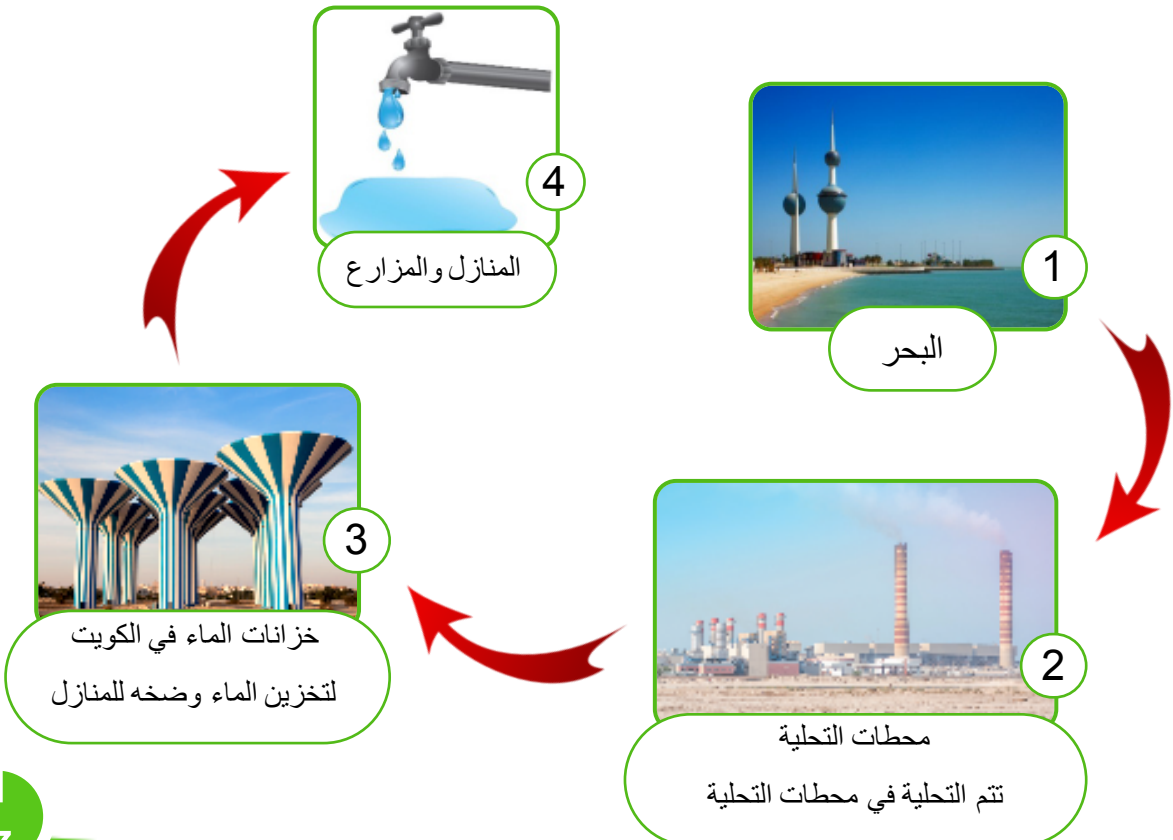 1
البحر
2
محطات التحلية
تتم التحلية في محطات التحلية
3
خزانات الماء في الكويت
لتخزين الماء وضخه للمنازل
4
المنازل والمزارع